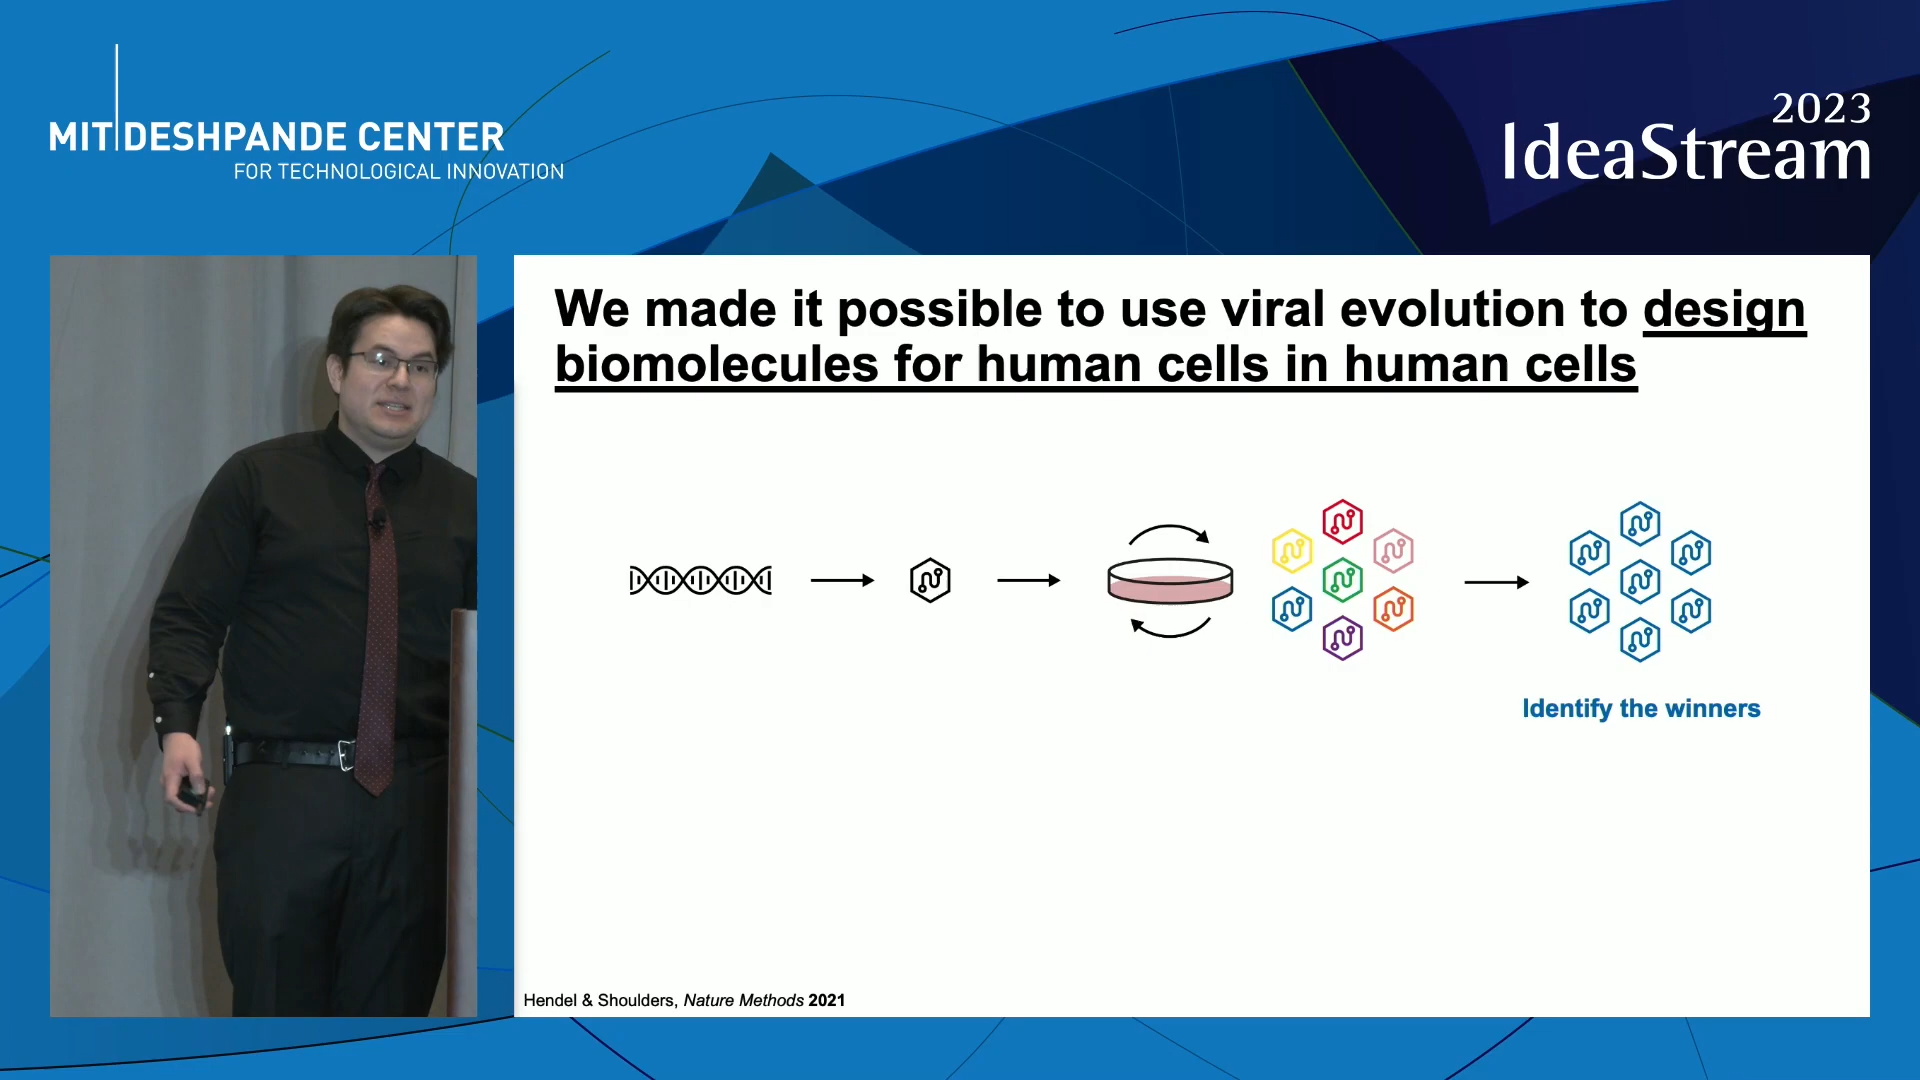 MIT DESHPANDE CENTER
FOR TECHNOLOGICAL INNOVATION
2023
IdeaStream
We made it possible to use viral evolution to design
biomolecules for human cells in human cells
Identify the winners
Hendel & Shoulders, Nature Methods 2021